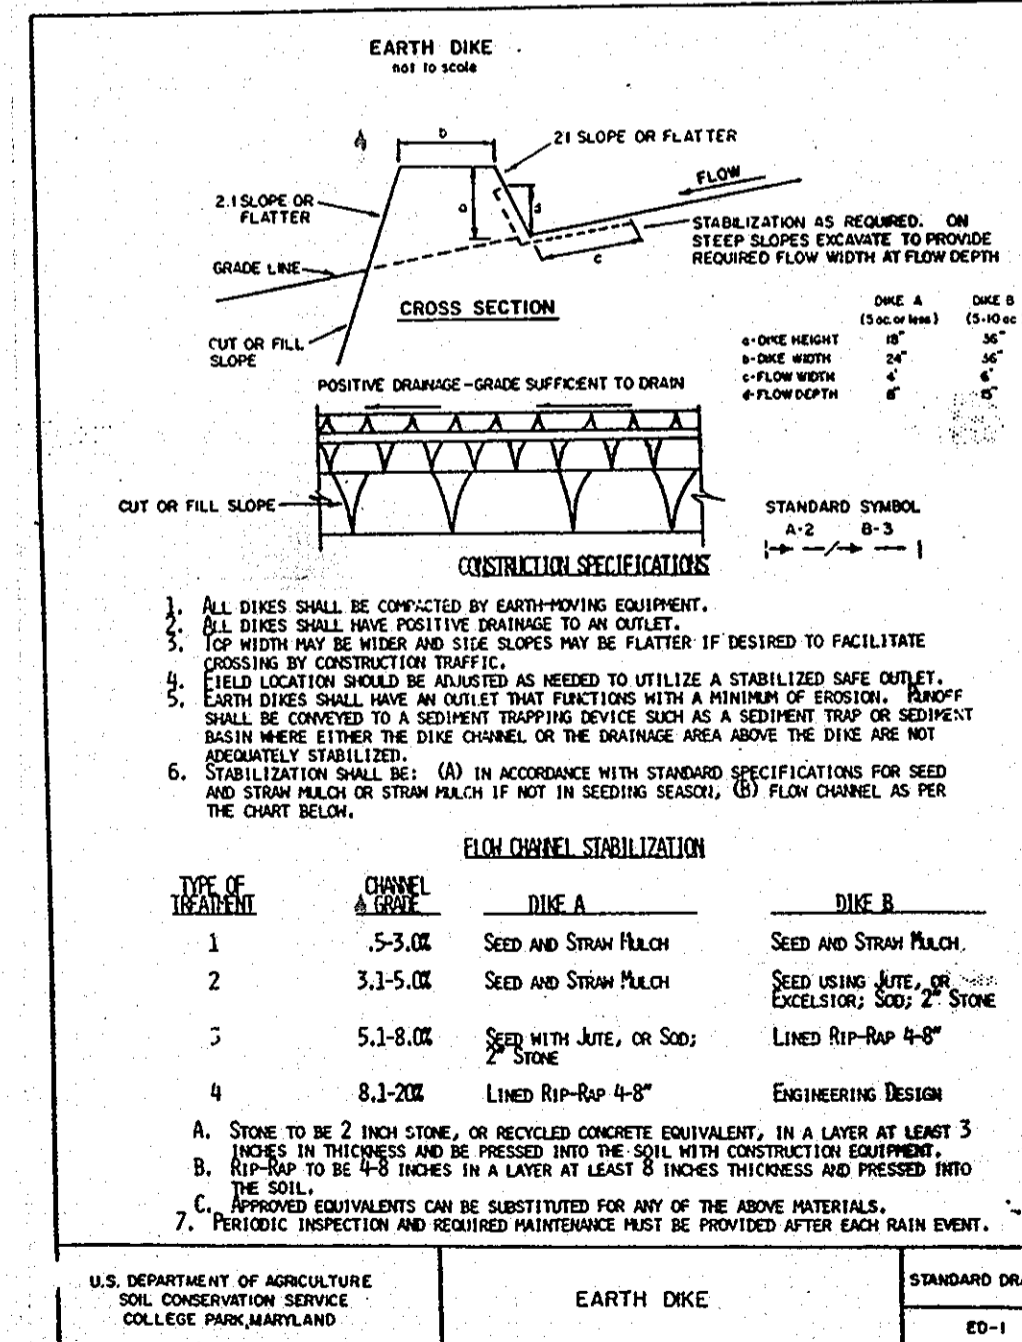 EARTH DIKE
not to scale
b
21 SLOPE OR FLATTER
FLOW
2.1 SLOPE OR
FLATTER
a
d
STABILIZATION AS REQUIRED. ON
STEEP SLOPES EXCAVATE TO PROVIDE
REQUIRED FLOW WIDTH AT FLOW DEPTH
c
GRADE LINE
CROSS SECTION
CUT OR FILL
SLOPE
DIKE A DIKE B
(5 ac. or less) (5-10 ac
a-DIKE HEIGHT 18" 36"
b-DIKE WIDTH 24" 36"
c-FLOW WIDTH 4' 6'
d-FLOW DEPTH 8" 15"
POSITIVE DRAINAGE-GRADE SUFFICENT TO DRAIN
CUT OR FILL SLOPE
STANDARD SYMBOL
A-2 B-3
CONSTRUCTION SPECIFICATIONS
1. ALL DIKES SHALL BE COMPACTED BY EARTH-MOVING EQUIPMENT.
2. ALL DIKES SHALL HAVE POSITIVE DRAINAGE TO AN OUTLET.
3. TOP WIDTH MAY BE WIDER AND SIDE SLOPES MAY BE FLATTER IF DESIRED TO FACILITATE
CROSSING BY CONSTRUCTION TRAFFIC.
4. FIELD LOCATION SHOULD BE ADJUSTED AS NEEDED TO UTILIZE A STABILIZED SAFE OUTLET.
5. EARTH DIKES SHALL HAVE AN OUTLET THAT FUNCTIONS WITH A MINIMUM OF EROSION. RUNOFF
SHALL BE CONVEYED TO A SEDIMENT TRAPPING DEVICE SUCH AS A SEDIMENT TRAP OR SEDIMENT
BASIN WHERE EITHER THE DIKE CHANNEL OR THE DRAINAGE AREA ABOVE THE DIKE ARE NOT
ADEQUATELY STABILIZED.
6. STABILIZATION SHALL BE: (A) IN ACCORDANCE WITH STANDARD SPECIFICATIONS FOR SEED
AND STRAW MULCH OR STRAW MULCH IF NOT IN SEEDING SEASON, (B) FLOW CHANNEL AS PER
THE CHART BELOW.
FLOW CHANNEL STABILIZATION
TYPE OF CHANNEL
TREATMENT GRADE DIKE A DIKE B
1 .5-3.0% SEED AND STRAW MULCH SEED AND STRAW MULCH
2 3.1-5.0% SEED AND STRAW MULCH SEED USING JUTE, OR
EXCELSIOR; SOD; 2" STONE
3 5.1-8.0% SEED WITH JUTE, OR SOD; LINED RIP-RAP 4-8"
2" STONE
4 8.1-20% LINED RIP-RAP 4-8" ENGINEERING DESIGN
A. STONE TO BE 2 INCH STONE, OR RECYCLED CONCRETE EQUIVALENT, IN A LAYER AT LEAST 3
INCHES IN THICKNESS AND BE PRESSED INTO THE SOIL WITH CONSTRUCTION EQUIPMENT.
B. RIP-RAP TO BE 4-8 INCHES IN A LAYER AT LEAST 8 INCHES THICKNESS AND PRESSED INTO
THE SOIL.
C. APPROVED EQUIVALENTS CAN BE SUBSTITUTED FOR ANY OF THE ABOVE MATERIALS.
7. PERIODIC INSPECTION AND REQUIRED MAINTENANCE MUST BE PROVIDED AFTER EACH RAIN EVENT.
U.S. DEPARTMENT OF AGRICULTURE
SOIL CONSERVATION SERVICE
COLLEGE PARK, MARYLAND
EARTH DIKE
STANDARD DRA
ED-1